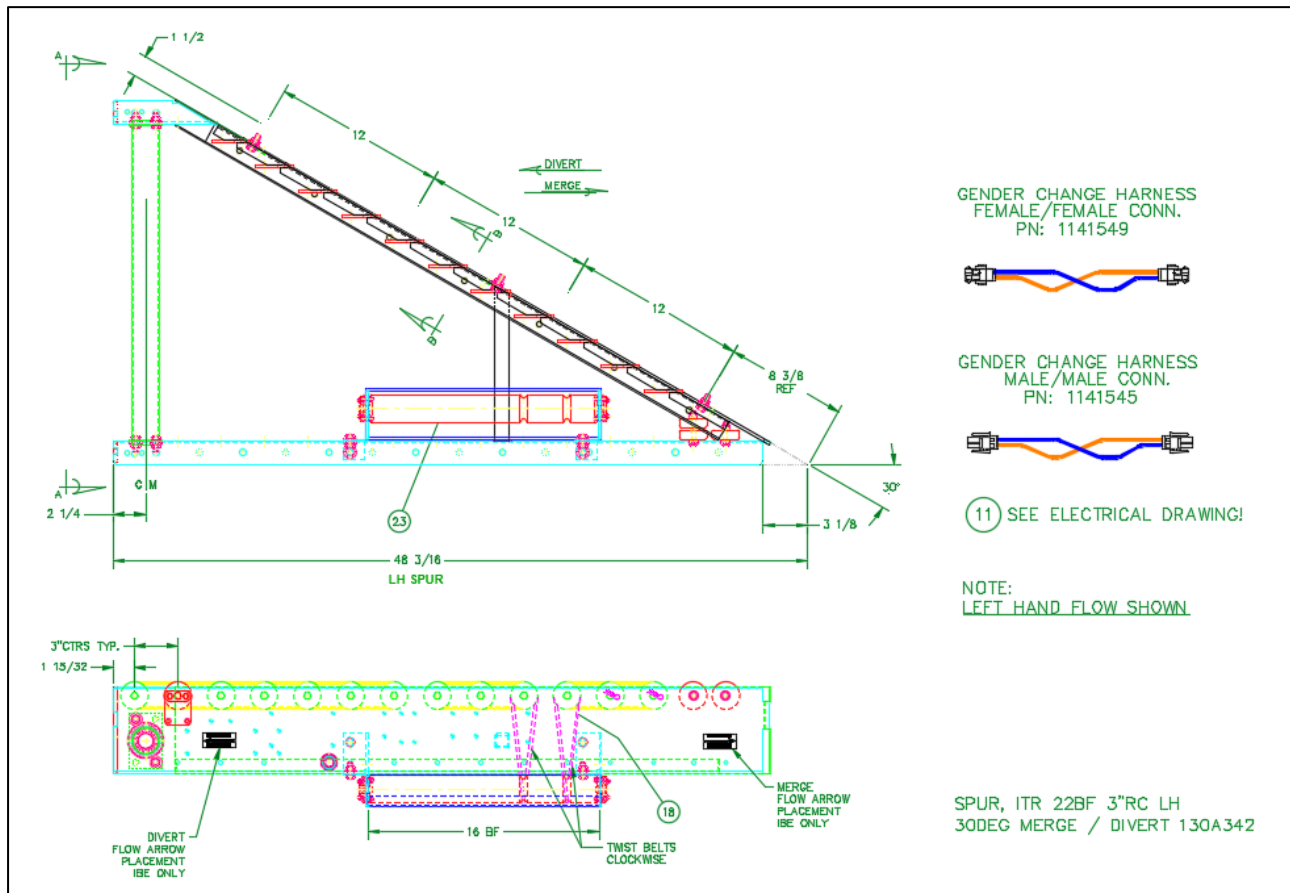 A
1 1/2
12
DIVERT
MERGE
12
B
B
12
8 3/8
REF
30°
A
C M
2 1/4
23
3 1/8
48 3/16
LH SPUR
GENDER CHANGE HARNESS
FEMALE/FEMALE CONN.
PN: 1141549
GENDER CHANGE HARNESS
MALE/MALE CONN.
PN: 1141545
11 SEE ELECTRICAL DRAWING!
NOTE:
LEFT HAND FLOW SHOWN
3"CTRS TYP.
1 15/32
DIVERT
FLOW ARROW
PLACEMENT
IBE ONLY
16 BF
TWIST BELTS
CLOCKWISE
18
MERGE
FLOW ARROW
PLACEMENT
IBE ONLY
SPUR, ITR 22BF 3"RC LH
30DEG MERGE / DIVERT 130A342